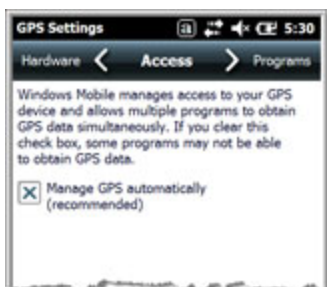 GPS Settings 5:30
Hardware Access Programs
Windows Mobile manages access to your GPS
device and allows multiple programs to obtain
GPS data simultaneously. If you clear this
check box, some programs may not be able
to obtain GPS data.
Manage GPS automatically
(recommended)